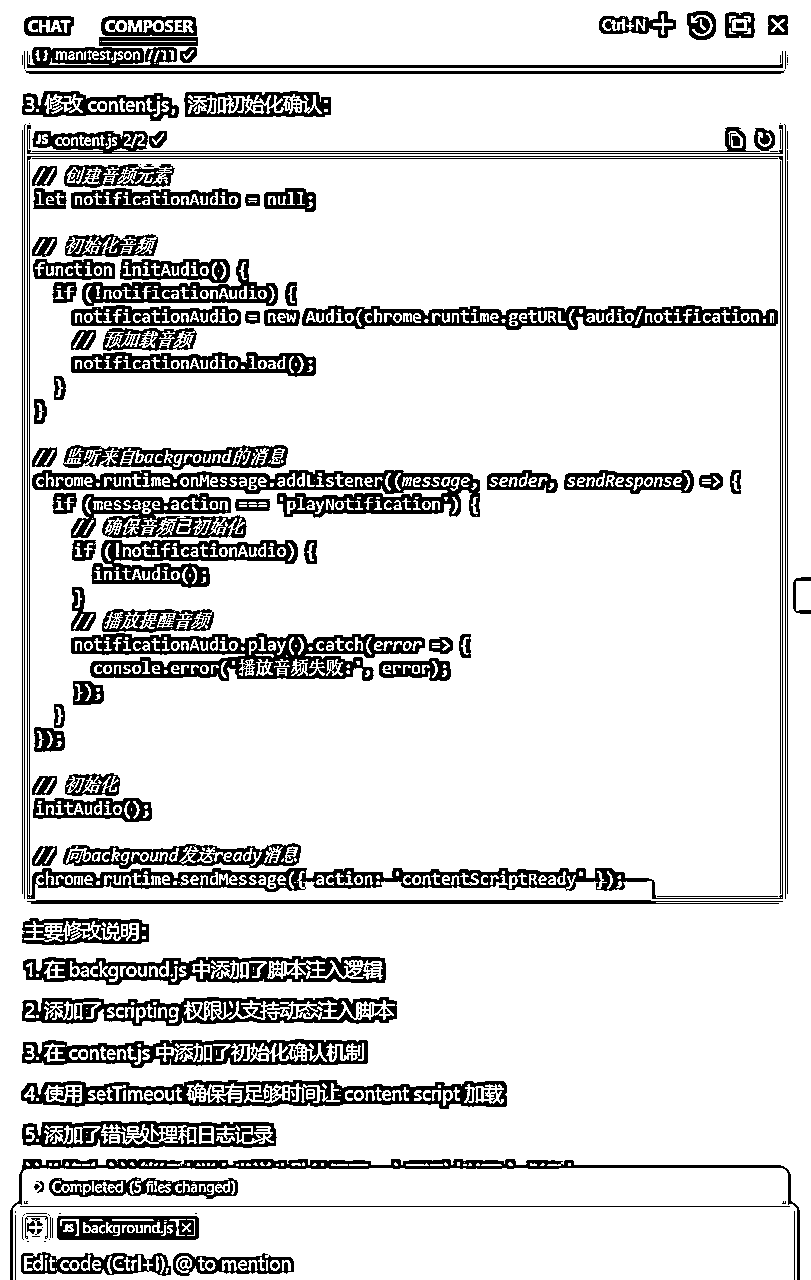 CHAT COMPOSER Ctrl+N
{} manifest.json
3. 修改 content.js，添加初始化确认：
JS content.js 2/2
// 创建音频元素
let notificationAudio = null;
// 初始化音频
function initAudio() {
if (!notificationAudio) {
notificationAudio = new Audio(chrome.runtime.getURL('audio/notification.
// 预加载音频
notificationAudio.load();
}
}
// 监听来自background的消息
chrome.runtime.onMessage.addListener((message, sender, sendResponse) => {
if (message.action === 'playNotification') {
// 确保音频已初始化
if (!notificationAudio) {
initAudio();
}
// 播放提醒音频
notificationAudio.play().catch(error => {
console.error('播放音频失败:', error);
});
}
});
// 初始化
initAudio();
// 向background发送ready消息
chrome.runtime.sendMessage({ action: 'contentScriptReady' });
主要修改说明：
1. 在 background.js 中添加了脚本注入逻辑
2. 添加了 scripting 权限以支持动态注入脚本
3. 在 content.js 中添加了初始化确认机制
4. 使用 setTimeout 确保有足够时间让 content script 加载
5. 添加了错误处理和日志记录
Completed (5 files changed)
JS background.js
Edit code (Ctrl+I), @ to mention